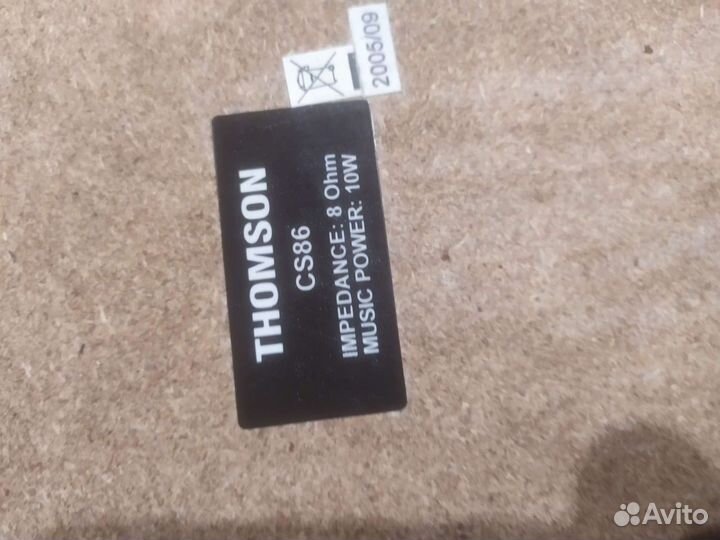 2005/09
THOMSON
CS86
IMPEDANCE: 8 Ohm
MUSIC POWER: 10W
Avito